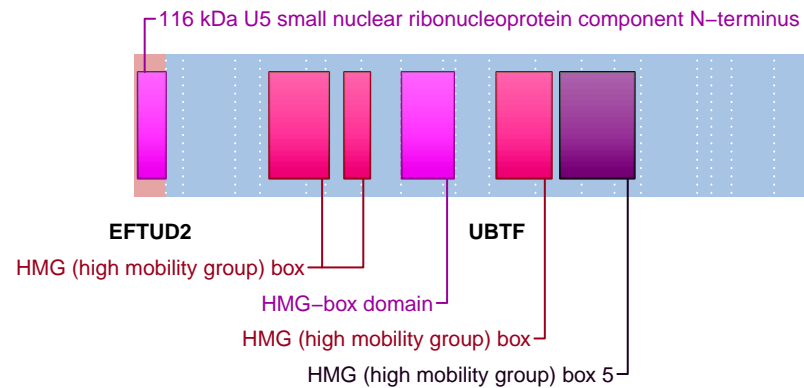 116 kDa U5 small nuclear ribonucleoprotein component N−terminus
EFTUD2
UBTF
HMG (high mobility group) box
HMG−box domain
HMG (high mobility group) box
HMG (high mobility group) box 5